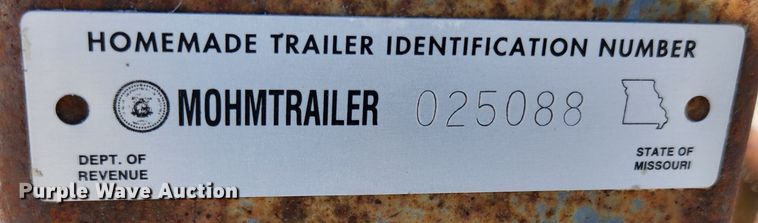 HOMEMADE TRAILER IDENTIFICATION NUMBER
MOHMTRAILER 025088
DEPT. OF
REVENUE
STATE OF
MISSOURI
Purple Wave Auction